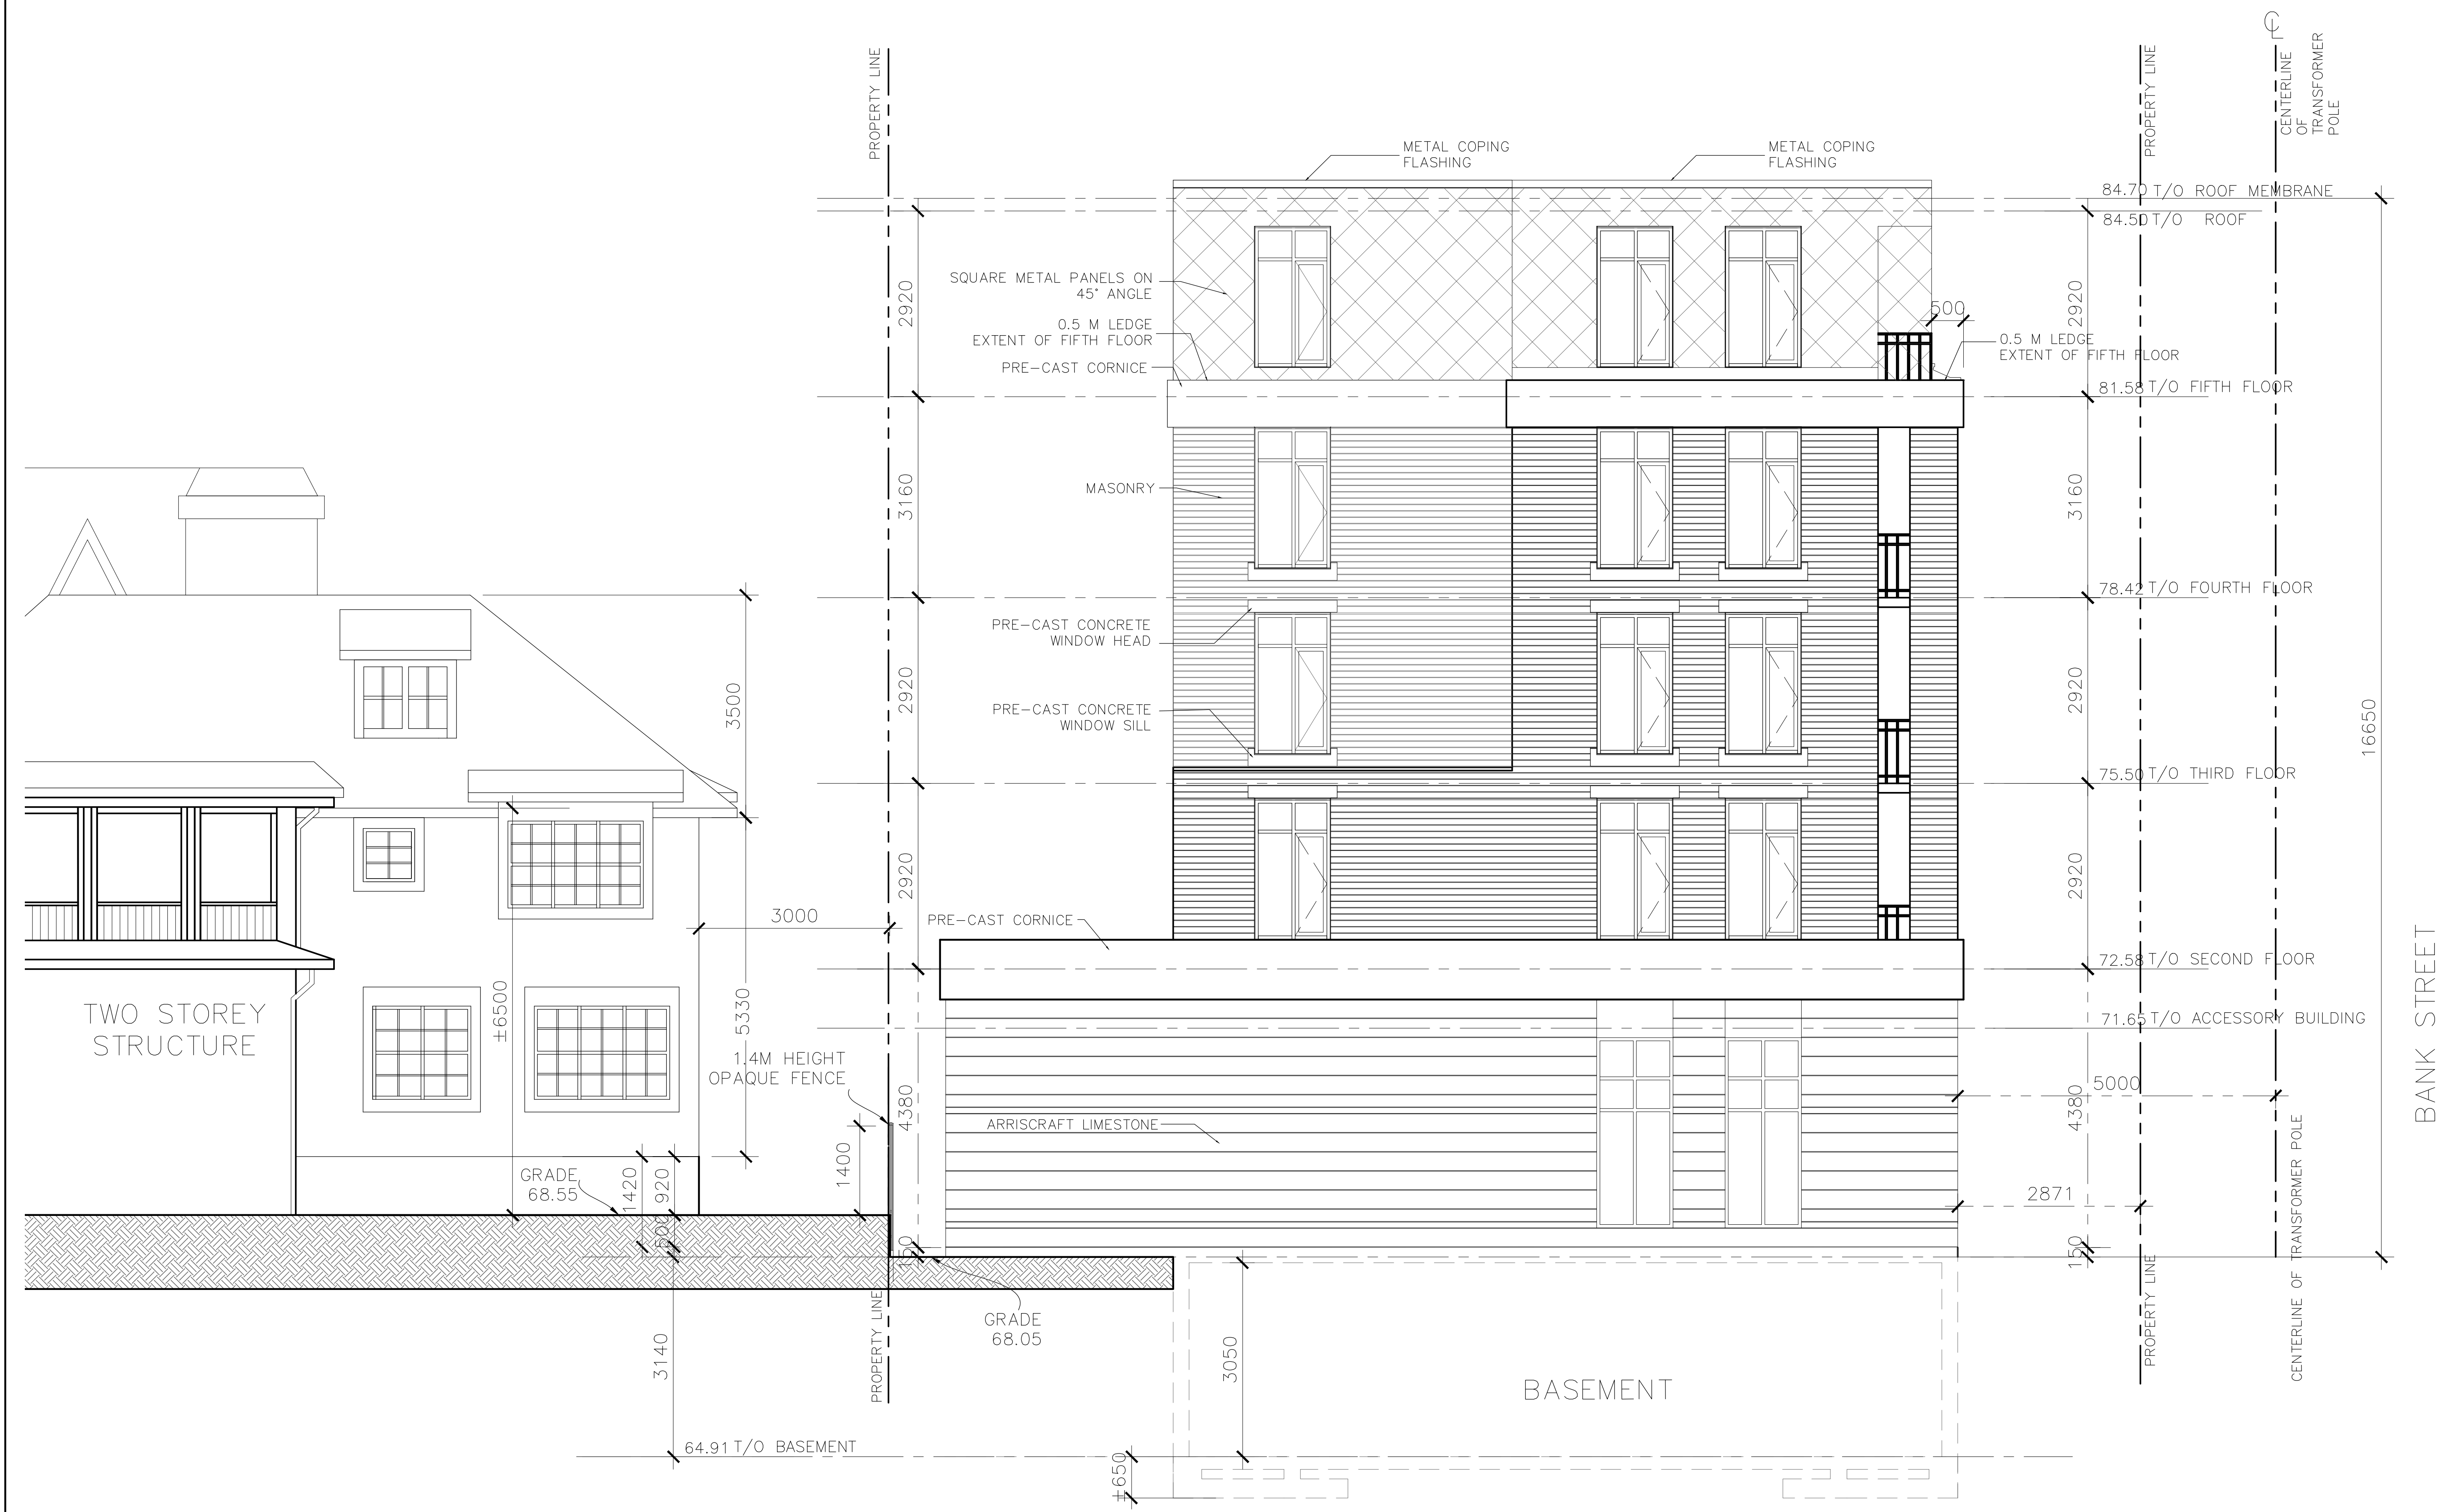 ℄
CENTERLINE
OF
TRANSFORMER
POLE
PROPERTY LINE
PROPERTY LINE
METAL COPING
FLASHING
METAL COPING
FLASHING
84.70 T/O ROOF MEMBRANE
84.50 T/O ROOF
SQUARE METAL PANELS ON
45° ANGLE
2920
2920
500
0.5 M LEDGE
EXTENT OF FIFTH FLOOR
0.5 M LEDGE
EXTENT OF FIFTH FLOOR
PRE-CAST CORNICE
81.58 T/O FIFTH FLOOR
3160
MASONRY
3160
78.42 T/O FOURTH FLOOR
PRE-CAST CONCRETE
WINDOW HEAD
3500
2920
2920
PRE-CAST CONCRETE
WINDOW SILL
16650
75.50 T/O THIRD FLOOR
2920
2920
3000
PRE-CAST CORNICE
72.58 T/O SECOND FLOOR
TWO STOREY
STRUCTURE
±6500
5330
71.65 T/O ACCESSORY BUILDING
BANK STREET
1.4M HEIGHT
OPAQUE FENCE
5000
4380
4380
ARRISCRAFT LIMESTONE
1400
GRADE
68.55
1420
920
500
2871
150
150
GRADE
68.05
PROPERTY LINE
PROPERTY LINE
CENTERLINE OF TRANSFORMER POLE
3140
3050
BASEMENT
64.91 T/O BASEMENT
±650